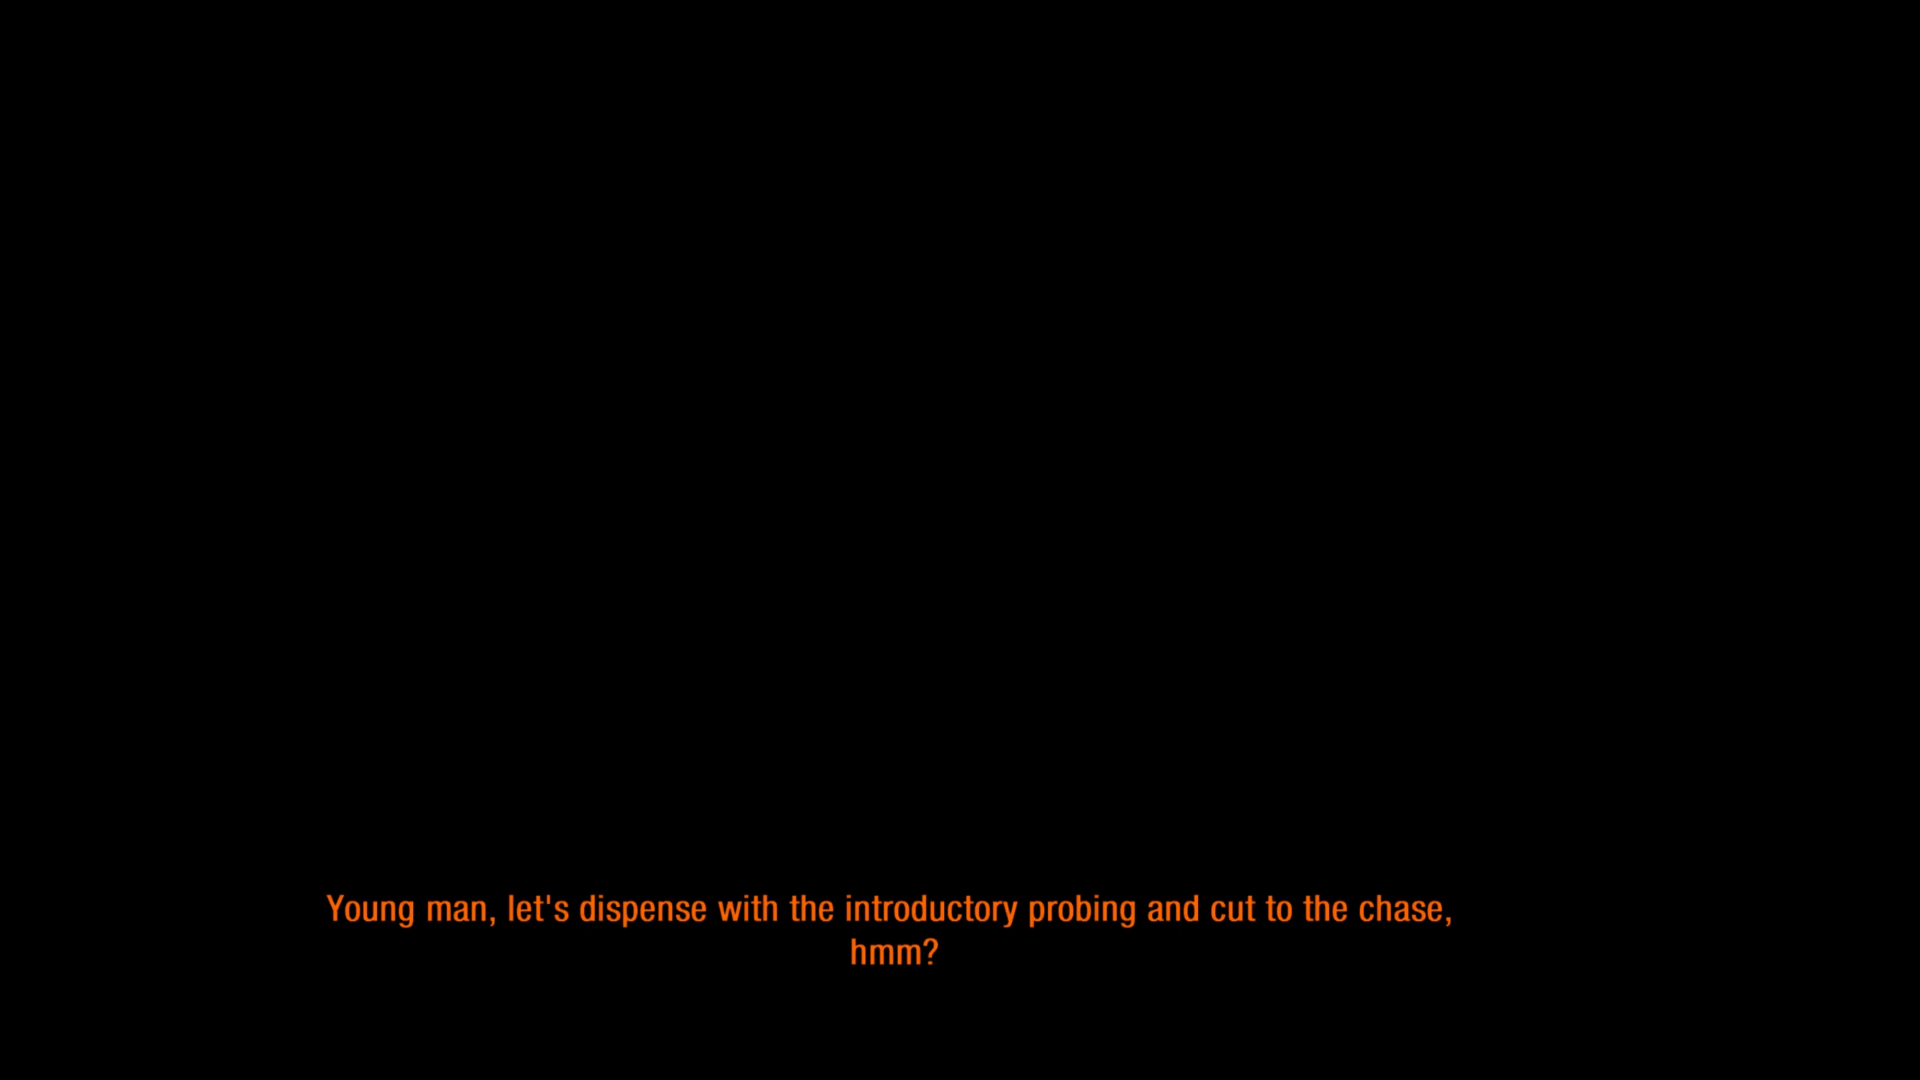 Young man, let's dispense with the introductory probing and cut to the chase,
hmm?